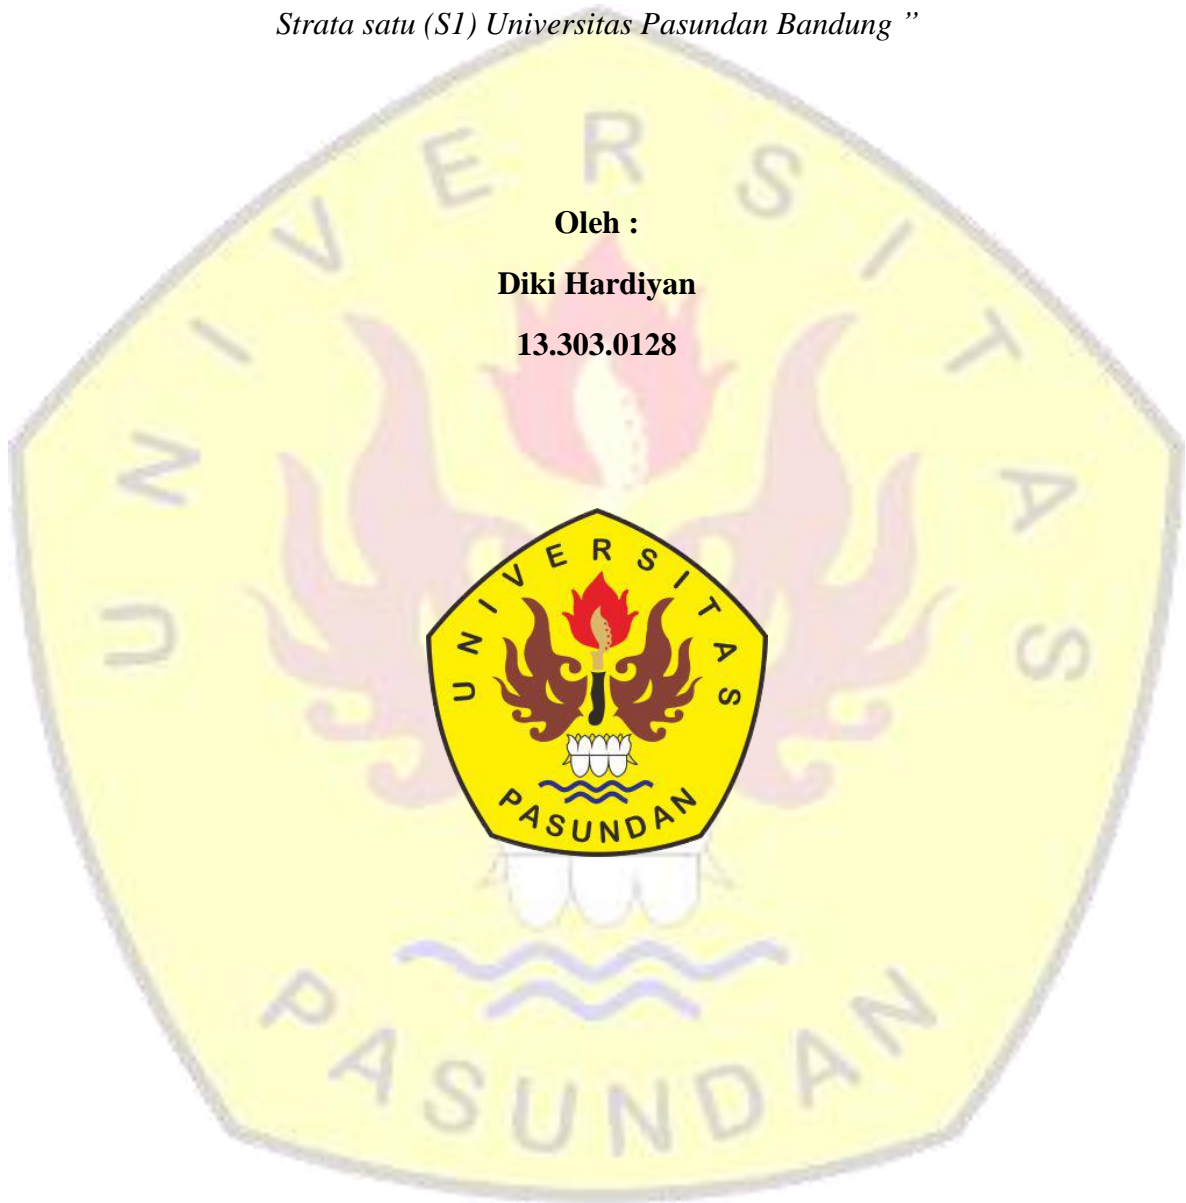 Strata satu (S1) Universitas Pasundan Bandung ”
Oleh :
Diki Hardiyan
13.303.0128
UNIVERSITAS
PASUNDAN
UNIVERSITAS
PASUNDAN